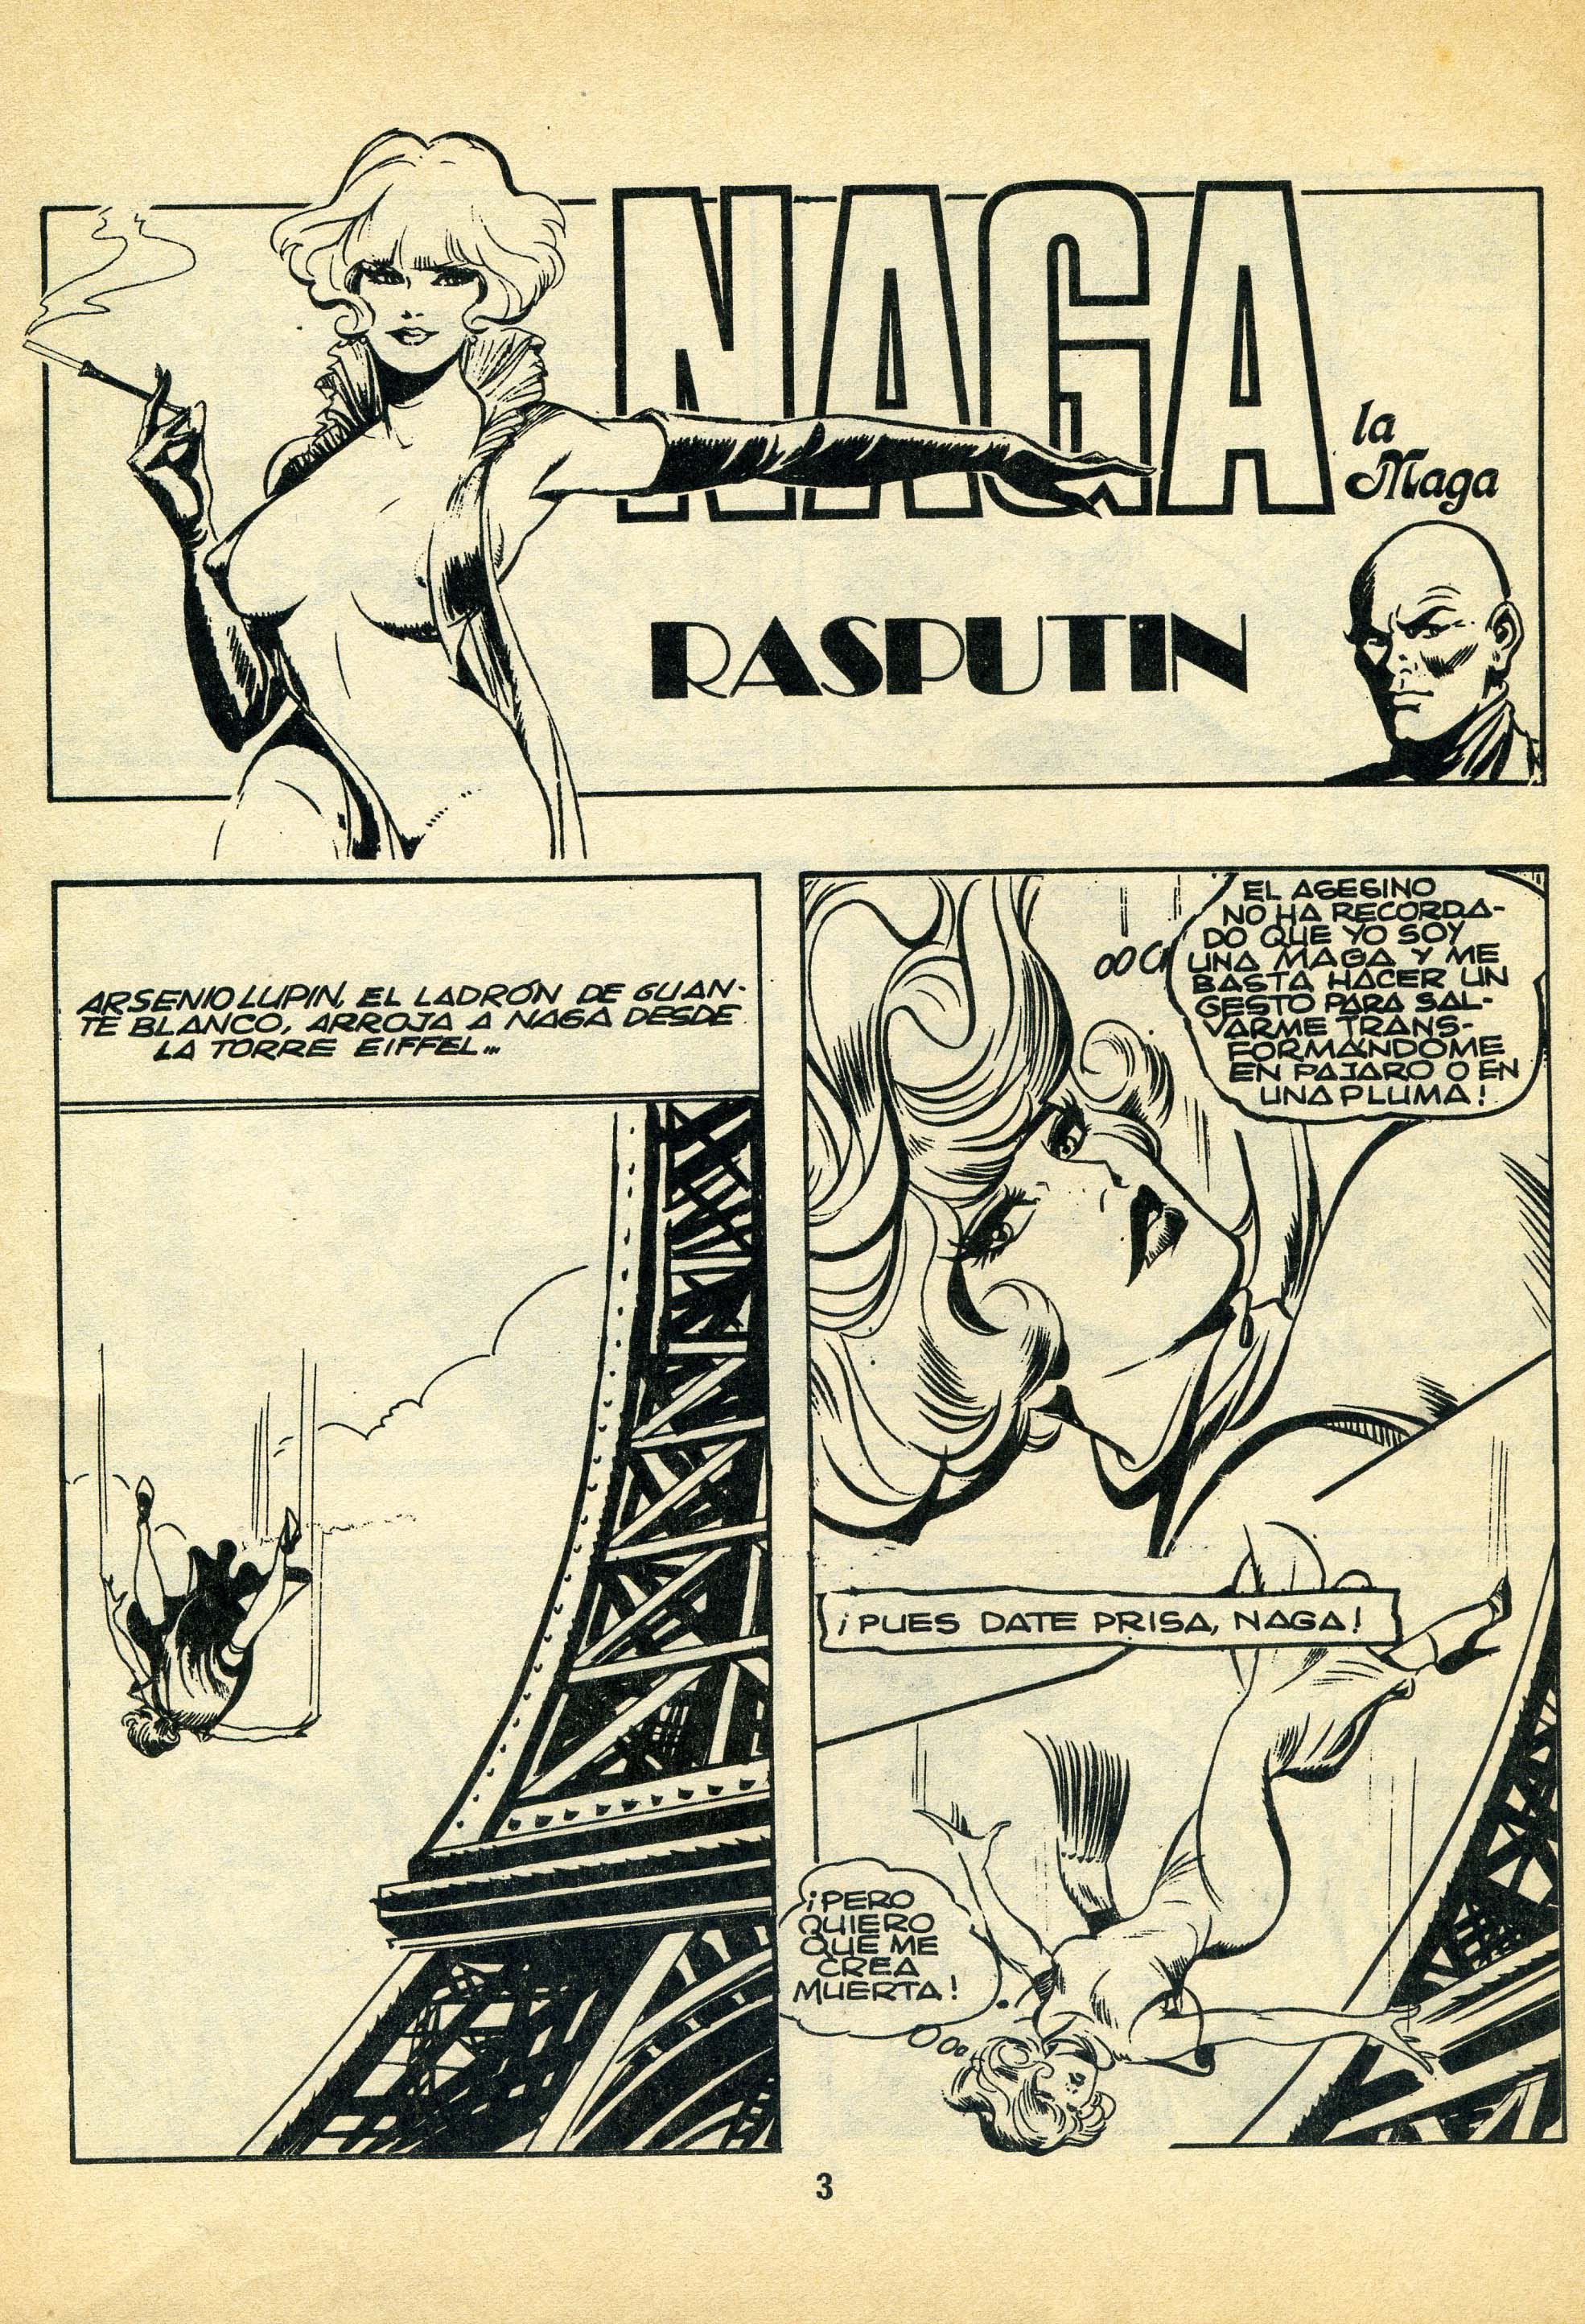 NAGA
la
Maga
RASPUTIN
ARSENIO LUPIN, EL LADRÓN DE GUAN-
TE BLANCO, ARROJA A NAGA DESDE
LA TORRE EIFFEL...
EL ASESINO
NO HA RECORDA-
DO QUE YO SOY
UNA MAGA Y ME
BASTA HACER UN
GESTO PARA SAL-
VARME TRANS-
FORMÁNDOME
EN PAJARO O EN
UNA PLUMA!
¡PUES DATE PRISA, NAGA!
¡PERO
QUIERO
QUE ME
CREA
MUERTA!
3